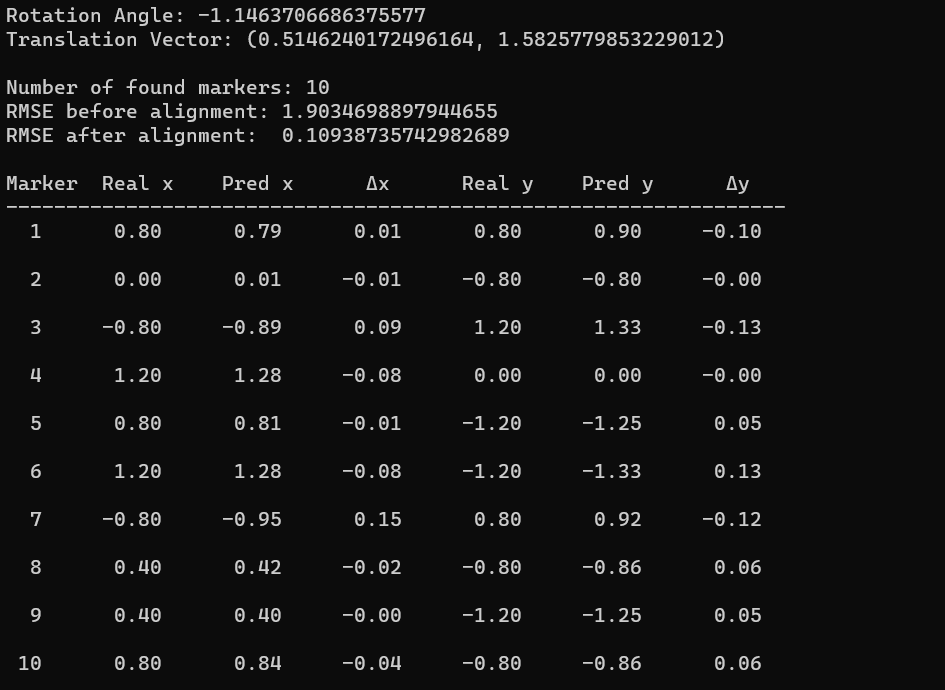 Rotation Angle: -1.1463706686375577
Translation Vector: (0.5146240172496164, 1.5825779853229012)
Number of found markers: 10
RMSE before alignment: 1.9034698897944655
RMSE after alignment:  0.10938735742982689
Marker  Real x    Pred x      Δx      Real y    Pred y      Δy
-----------------------------------------------------------------
  1      0.80      0.79      0.01      0.80      0.90     -0.10
  2      0.00      0.01     -0.01     -0.80     -0.80     -0.00
  3     -0.80     -0.89      0.09      1.20      1.33     -0.13
  4      1.20      1.28     -0.08      0.00      0.00     -0.00
  5      0.80      0.81     -0.01     -1.20     -1.25      0.05
  6      1.20      1.28     -0.08     -1.20     -1.33      0.13
  7     -0.80     -0.95      0.15      0.80      0.92     -0.12
  8      0.40      0.42     -0.02     -0.80     -0.86      0.06
  9      0.40      0.40     -0.00     -1.20     -1.25      0.05
 10      0.80      0.84     -0.04     -0.80     -0.86      0.06